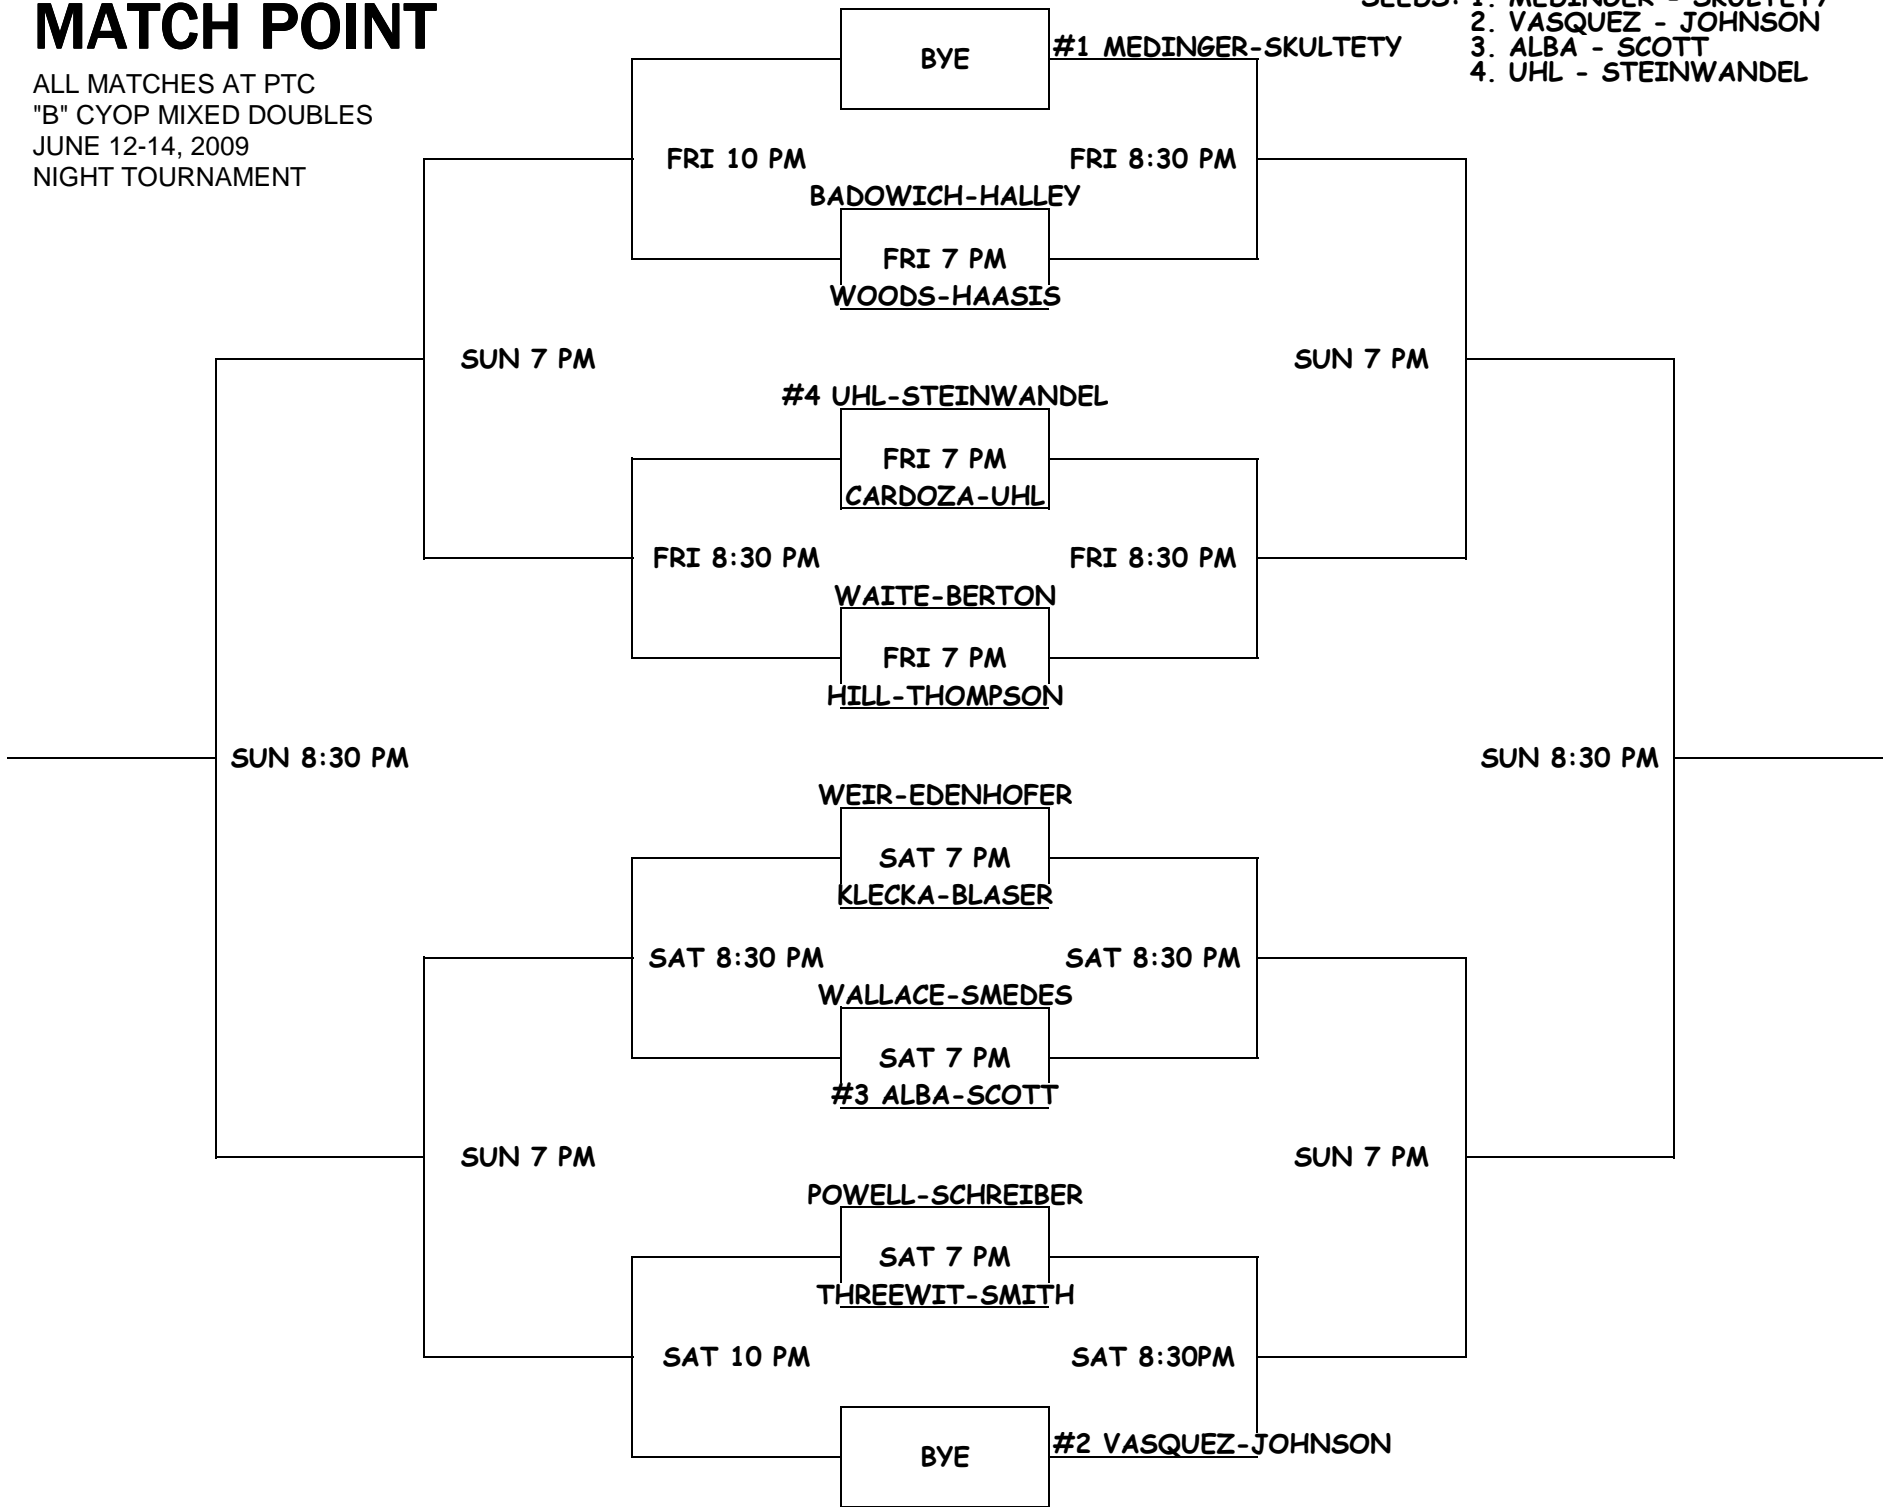 MATCH POINT
ALL MATCHES AT PTC
"B" CYOP MIXED DOUBLES
JUNE 12-14, 2009
NIGHT TOURNAMENT
SEEDS: 1. MEDINGER - SKULTETY
2. VASQUEZ - JOHNSON
3. ALBA - SCOTT
4. UHL - STEINWANDEL
BYE
#1 MEDINGER-SKULTETY
FRI 10 PM
FRI 8:30 PM
BADOWICH-HALLEY
FRI 7 PM
WOODS-HAASIS
SUN 7 PM
SUN 7 PM
#4 UHL-STEINWANDEL
FRI 7 PM
CARDOZA-UHL
FRI 8:30 PM
FRI 8:30 PM
WAITE-BERTON
FRI 7 PM
HILL-THOMPSON
SUN 8:30 PM
SUN 8:30 PM
WEIR-EDENHOFER
SAT 7 PM
KLECKA-BLASER
SAT 8:30 PM
SAT 8:30 PM
WALLACE-SMEDES
SAT 7 PM
#3 ALBA-SCOTT
SUN 7 PM
SUN 7 PM
POWELL-SCHREIBER
SAT 7 PM
THREEWIT-SMITH
SAT 10 PM
SAT 8:30PM
BYE
#2 VASQUEZ-JOHNSON